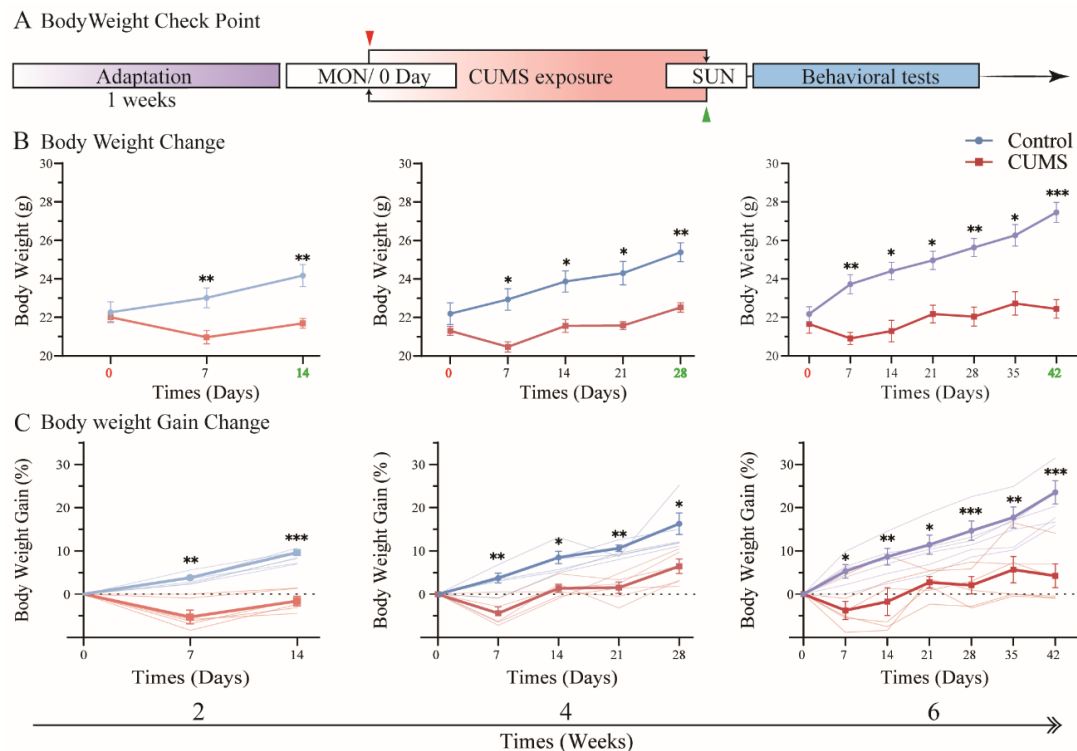 A BodyWeight Check Point
Adaptation
1 weeks
MON/ 0 Day
CUMS exposure
SUN
Behavioral tests
B Body Weight Change
Control
CUMS
Body Weight (g)
30
28
26
24
22
20
** **
0 7 14
Times (Days)
Body Weight (g)
30
28
26
24
22
20
* * * **
0 7 14 21 28
Times (Days)
Body Weight (g)
30
28
26
24
22
20
** * * ** * ***
0 7 14 21 28 35 42
Times (Days)
C Body weight Gain Change
Body Weight Gain (%)
30
20
10
0
** ***
0 7 14
Times (Days)
Body Weight Gain (%)
30
20
10
0
** * ** *
0 7 14 21 28
Times (Days)
Body Weight Gain (%)
30
20
10
0
* ** * *** ** ***
0 7 14 21 28 35 42
Times (Days)
2 4 6
Times (Weeks)